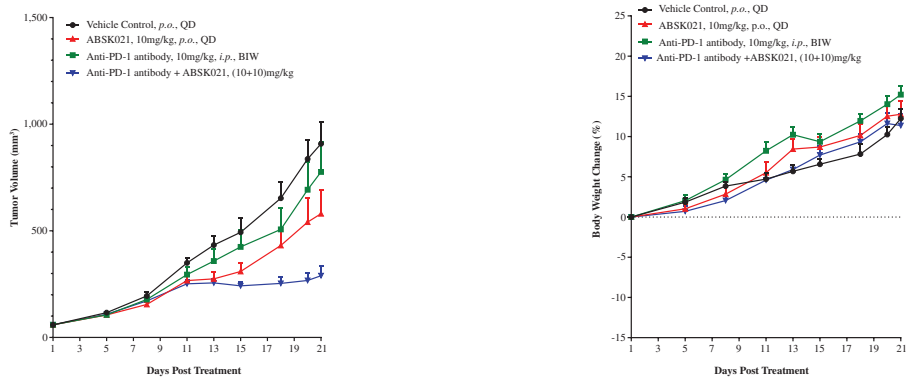 Vehicle Control, p.o., QD
ABSK021, 10mg/kg, p.o., QD
Anti-PD-1 antibody, 10mg/kg, i.p., BIW
Anti-PD-1 antibody + ABSK021, (10+10)mg/kg
1,500
1,000
500
0
Tumor Volume (mm³)
1 3 5 7 9 11 13 15 17 19 21
Days Post Treatment
Vehicle Control, p.o., QD
ABSK021, 10mg/kg, p.o., QD
Anti-PD-1 antibody, 10mg/kg, i.p., BIW
Anti-PD-1 antibody +ABSK021, (10+10)mg/kg
25
20
15
10
5
0
-5
-10
-15
Body Weight Change (%)
1 3 5 7 9 11 13 15 17 19 21
Days Post Treatment